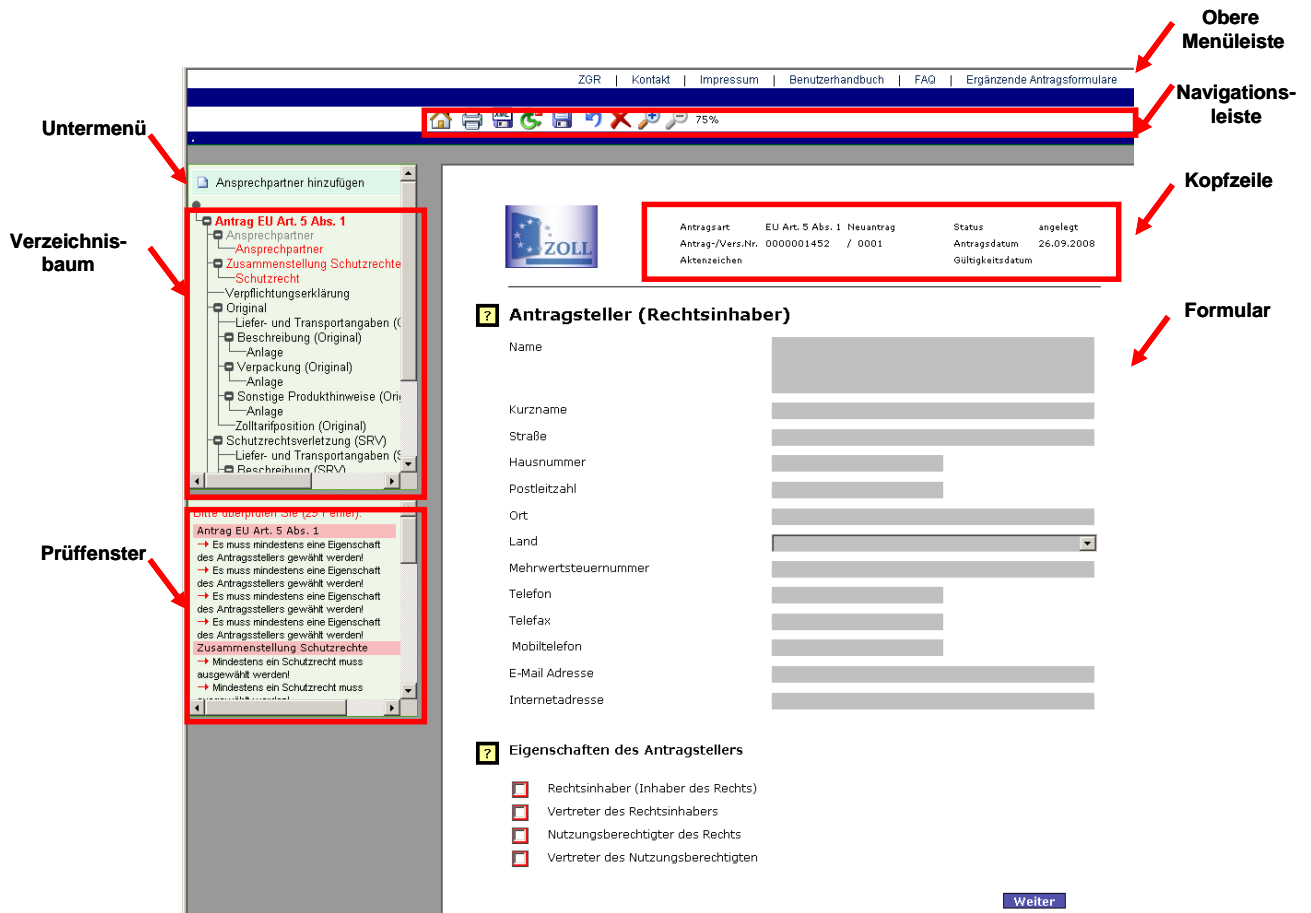 Obere
Menüleiste
ZGR | Kontakt | Impressum | Benutzerhandbuch | FAQ | Ergänzende Antragsformulare
Navigations-
leiste
XML
75%
Untermenü
Ansprechpartner hinzufügen
Kopfzeile
Verzeichnis-
baum
Antrag EU Art. 5 Abs. 1
Ansprechpartner
Ansprechpartner
Zusammenstellung Schutzrechte
Schutzrecht
Verpflichtungserklärung
Original
Liefer- und Transportangaben (
Beschreibung (Original)
Anlage
Verpackung (Original)
Anlage
Sonstige Produkthinweise (Ori
Anlage
Zolltarifposition (Original)
Schutzrechtsverletzung (SRV)
Liefer- und Transportangaben (S
Beschreibung (SRV)
ZOLL
Antragsart EU Art. 5 Abs. 1 Neuantrag Status angelegt
Antrag-/Vers.Nr. 0000001452 / 0001 Antragsdatum 26.09.2008
Aktenzeichen Gültigkeitsdatum
Formular
Prüffenster
Bitte überprüfen Sie (29 Fehler):
Antrag EU Art. 5 Abs. 1
→ Es muss mindestens eine Eigenschaft
des Antragsstellers gewählt werden!
→ Es muss mindestens eine Eigenschaft
des Antragsstellers gewählt werden!
→ Es muss mindestens eine Eigenschaft
des Antragsstellers gewählt werden!
→ Es muss mindestens eine Eigenschaft
des Antragsstellers gewählt werden!
Zusammenstellung Schutzrechte
→ Mindestens ein Schutzrecht muss
ausgewählt werden!
→ Mindestens ein Schutzrecht muss
ausgewählt werden!
? Antragsteller (Rechtsinhaber)
Name
Kurzname
Straße
Hausnummer
Postleitzahl
Ort
Land
Mehrwertsteuernummer
Telefon
Telefax
Mobiltelefon
E-Mail Adresse
Internetadresse
? Eigenschaften des Antragstellers
Rechtsinhaber (Inhaber des Rechts)
Vertreter des Rechtsinhabers
Nutzungsberechtigter des Rechts
Vertreter des Nutzungsberechtigten
Weiter